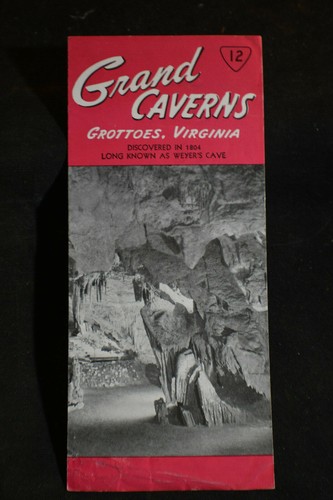 12
Grand
CAVERNS
GROTTOES, VIRGINIA
DISCOVERED IN 1804
LONG KNOWN AS WEYER'S CAVE